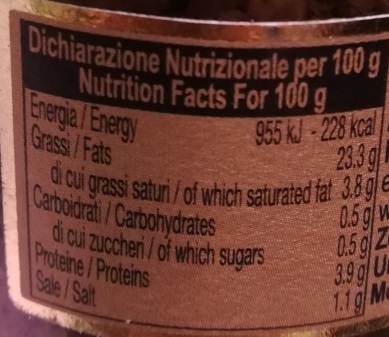 Dichiarazione Nutrizionale per 100 g
Nutrition Facts For 100 g
Energia / Energy 955 kJ - 228 kcal
Grassi / Fats 23.3 g
di cui grassi saturi / of which saturated fat 3.8 g
Carboidrati / Carbohydrates 0.5 g
di cui zuccheri / of which sugars 0.5 g
Proteine / Proteins 3.9 g
Sale / Salt 1.1 g